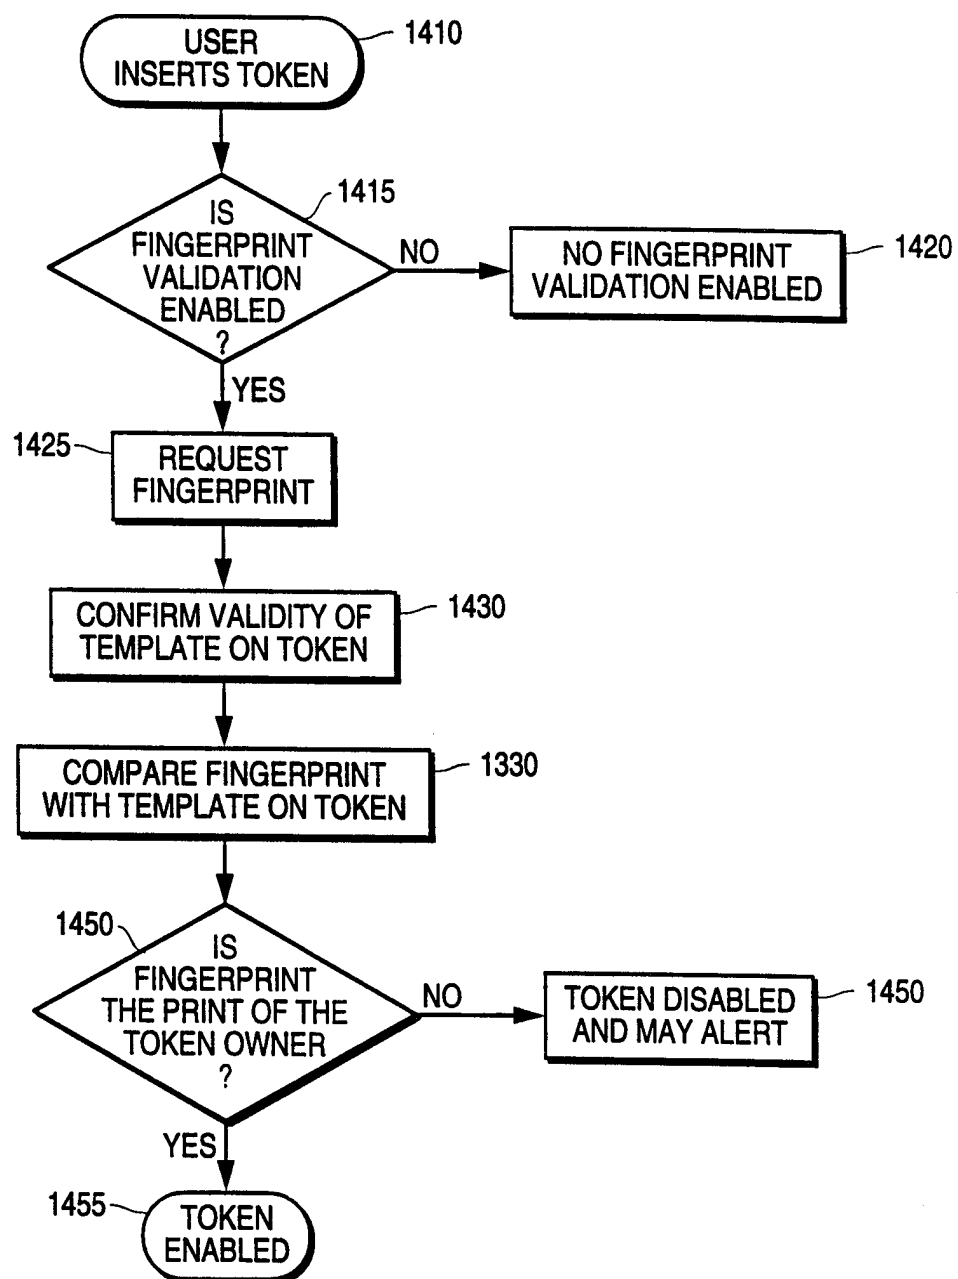 USER
INSERTS TOKEN
1410
IS
FINGERPRINT
VALIDATION
ENABLED
?
1415
NO
NO FINGERPRINT
VALIDATION ENABLED
1420
YES
1425
REQUEST
FINGERPRINT
CONFIRM VALIDITY OF
TEMPLATE ON TOKEN
1430
COMPARE FINGERPRINT
WITH TEMPLATE ON TOKEN
1330
1450
IS
FINGERPRINT
THE PRINT OF THE
TOKEN OWNER
?
NO
TOKEN DISABLED
AND MAY ALERT
1450
YES
1455
TOKEN
ENABLED